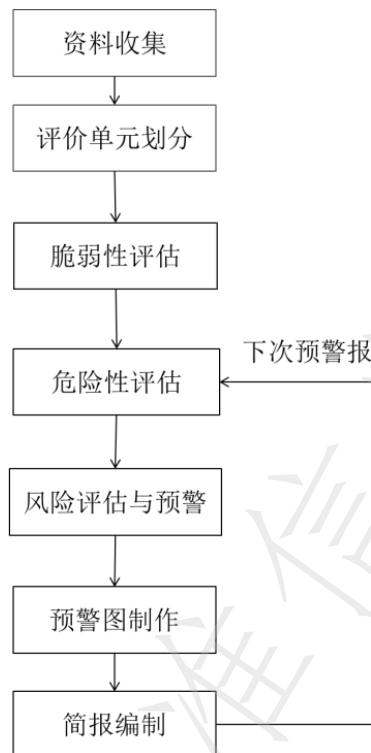 资料收集
评价单元划分
脆弱性评估
下次预警报
危险性评估
风险评估与预警
预警图制作
简报编制